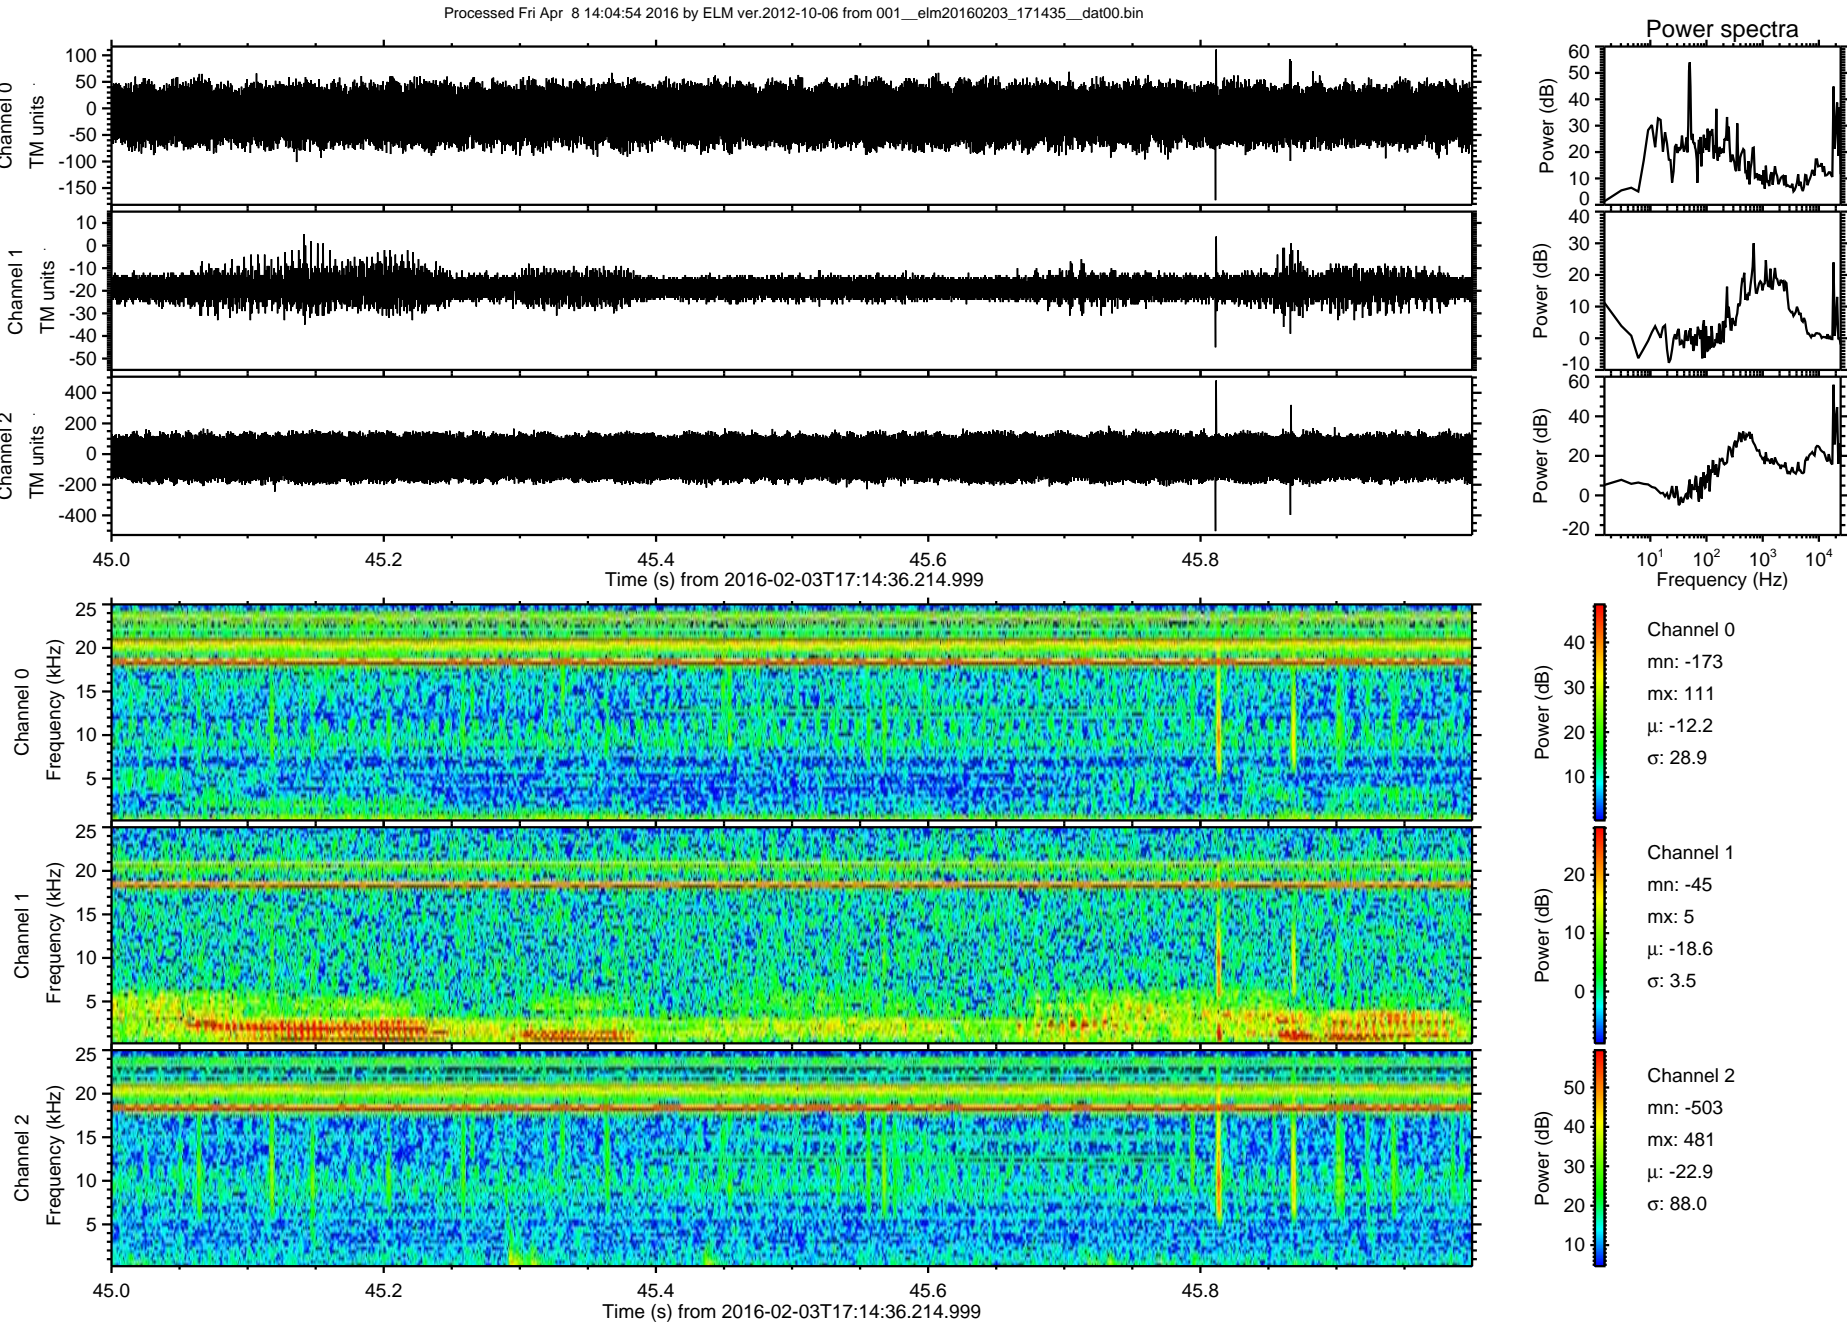 Processed Fri Apr 8 14:04:54 2016 by ELM ver.2012-10-06 from 001__elm20160203_171435__dat00.bin
Power spectra
Channel 0
TM units
100
50
0
-50
-100
-150
Power (dB)
60
50
40
30
20
10
0
Channel 1
TM units
10
0
-10
-20
-30
-40
-50
Power (dB)
40
30
20
10
0
-10
Channel 2
TM units
400
200
0
-200
-400
Power (dB)
60
40
20
0
-20
45.0 45.2 45.4 45.6 45.8
Time (s) from 2016-02-03T17:14:36.214.999
10¹ 10² 10³ 10⁴
Frequency (Hz)
Channel 0
Frequency (kHz)
25
20
15
10
5
Power (dB)
40
30
20
10
Channel 0
mn: -173
mx: 111
μ: -12.2
σ: 28.9
Channel 1
Frequency (kHz)
25
20
15
10
5
Power (dB)
20
10
0
Channel 1
mn: -45
mx: 5
μ: -18.6
σ: 3.5
Channel 2
Frequency (kHz)
25
20
15
10
5
Power (dB)
50
40
30
20
10
Channel 2
mn: -503
mx: 481
μ: -22.9
σ: 88.0
45.0 45.2 45.4 45.6 45.8
Time (s) from 2016-02-03T17:14:36.214.999